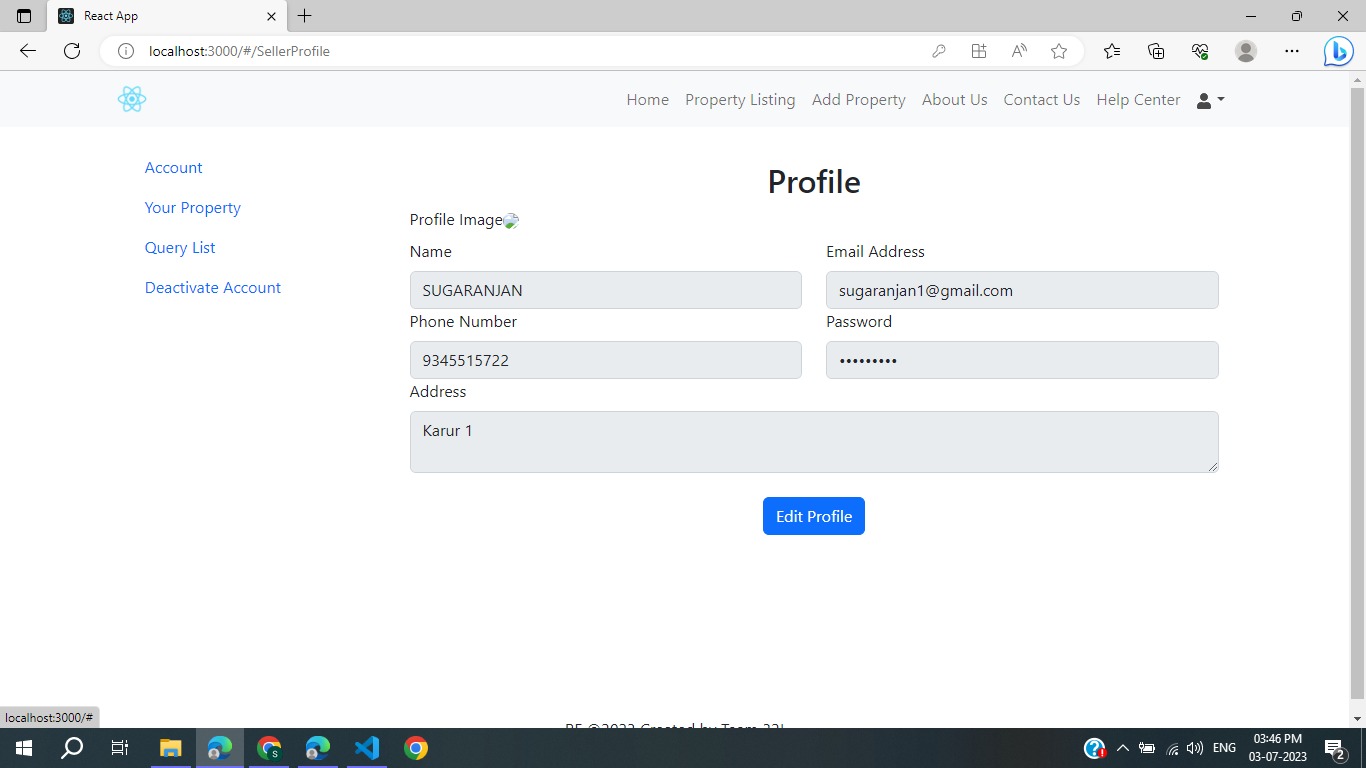 React App
localhost:3000/#/SellerProfile
Home Property Listing Add Property About Us Contact Us Help Center
Account
Your Property
Query List
Deactivate Account
Profile
Profile Image
Name
Email Address
SUGARANJAN
sugaranjan1@gmail.com
Phone Number
Password
9345515722
•••••••••
Address
Karur 1
Edit Profile
localhost:3000/#
ENG
03:46 PM
03-07-2023
2